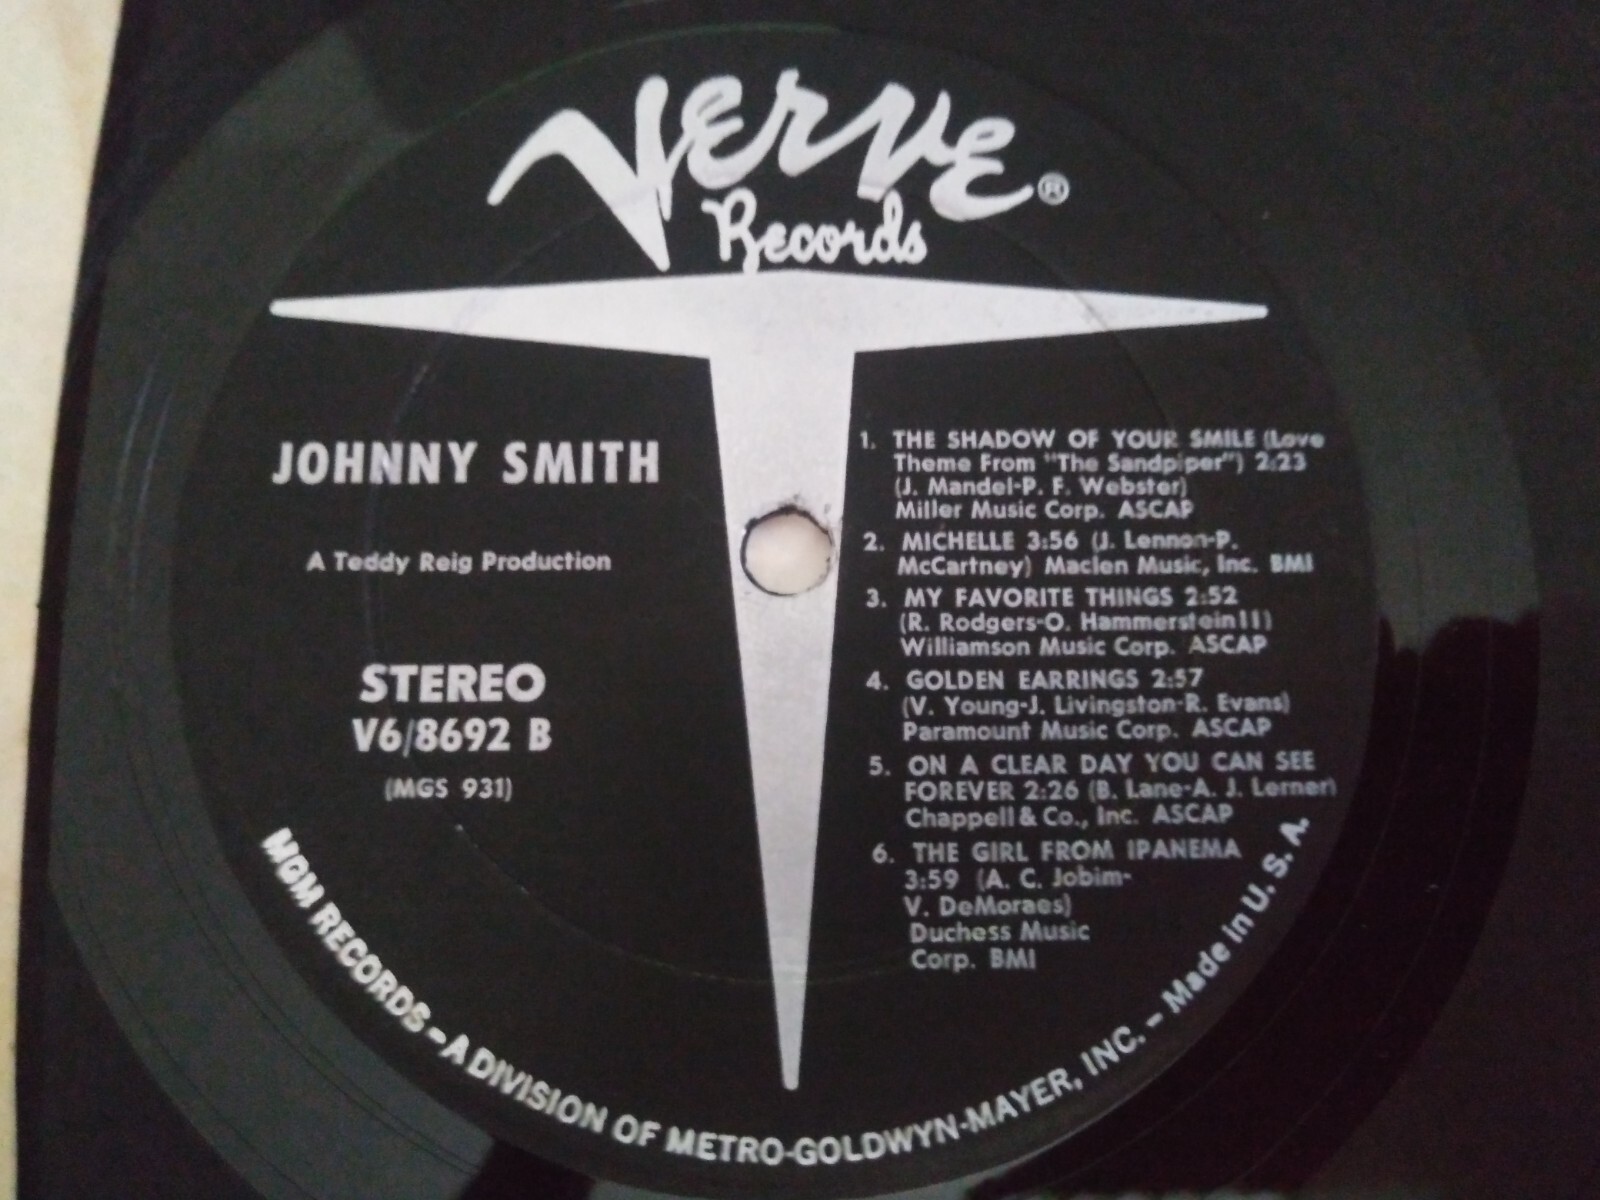 Verve ®
Records
JOHNNY SMITH
A Teddy Reig Production
STEREO
V6/8692 B
(MGS 931)
1. THE SHADOW OF YOUR SMILE (Love
Theme From "The Sandpiper") 2:23
(J. Mandel-P. F. Webster)
Miller Music Corp. ASCAP
2. MICHELLE 3:56 (J. Lennon-P.
McCartney) Maclen Music, Inc. BMI
3. MY FAVORITE THINGS 2:52
(R. Rodgers-O. Hammerstein11)
Williamson Music Corp. ASCAP
4. GOLDEN EARRINGS 2:57
(V. Young-J. Livingston-R. Evans)
Paramount Music Corp. ASCAP
5. ON A CLEAR DAY YOU CAN SEE
FOREVER 2:26 (B. Lane-A. J. Lerner)
Chappell & Co., Inc. ASCAP
6. THE GIRL FROM IPANEMA
3:59 (A. C. Jobim-
V. DeMoraes)
Duchess Music
Corp. BMI
MGM RECORDS – A DIVISION OF METRO-GOLDWYN-MAYER, INC. – Made in U. S. A.